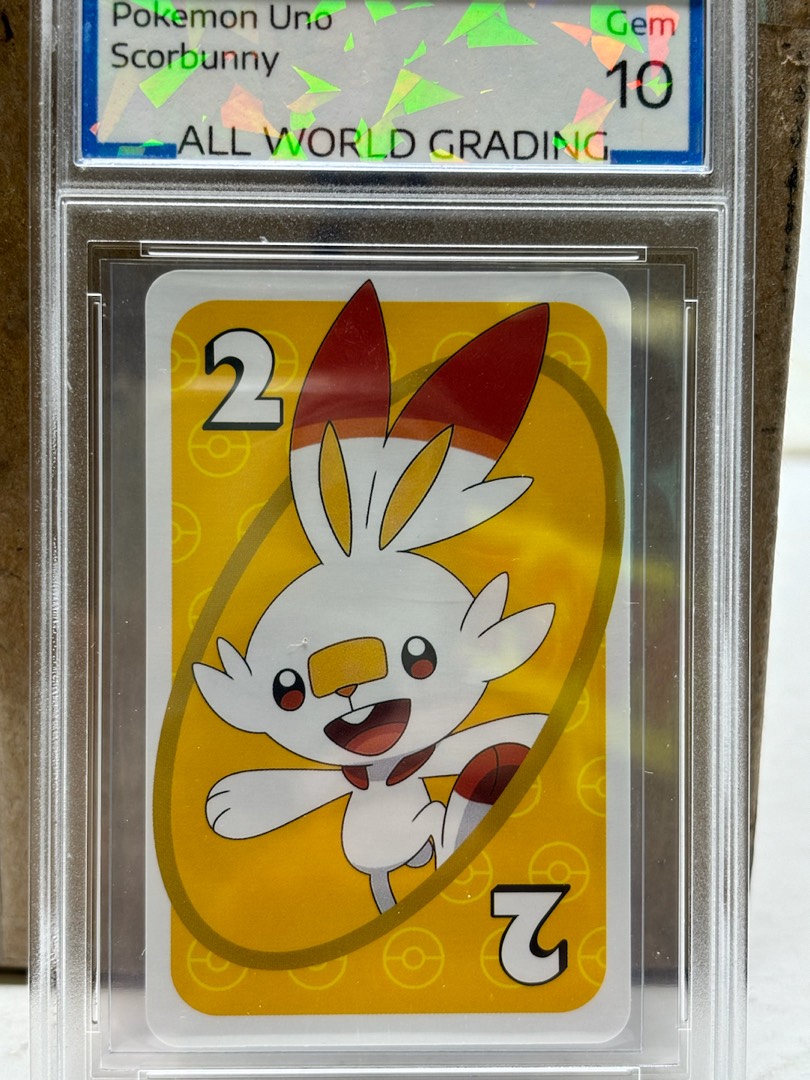 Pokemon Uno
Gem
Scorbunny
10
ALL WORLD GRADING
2
2